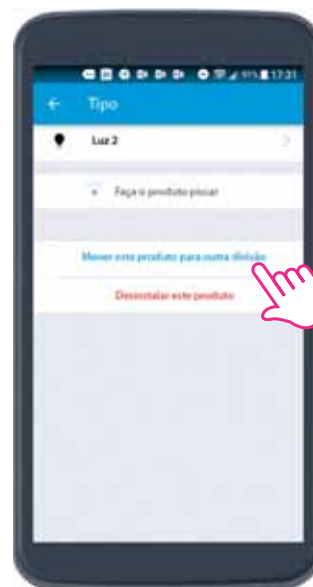 17:31
Tipo
Luz 2
Faça o produto piscar
Mover este produto para outra divisão
Desinstalar este produto